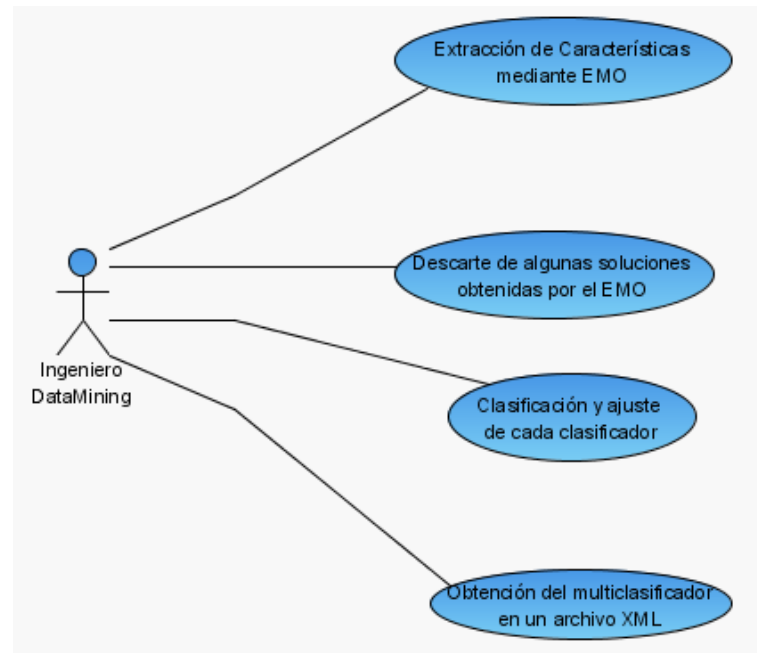 Extracción de Características
mediante EMO
Descarte de algunas soluciones
obtenidas por el EMO
Ingeniero
DataMining
Clasificación y ajuste
de cada clasificador
Obtención del multiclasificador
en un archivo XML